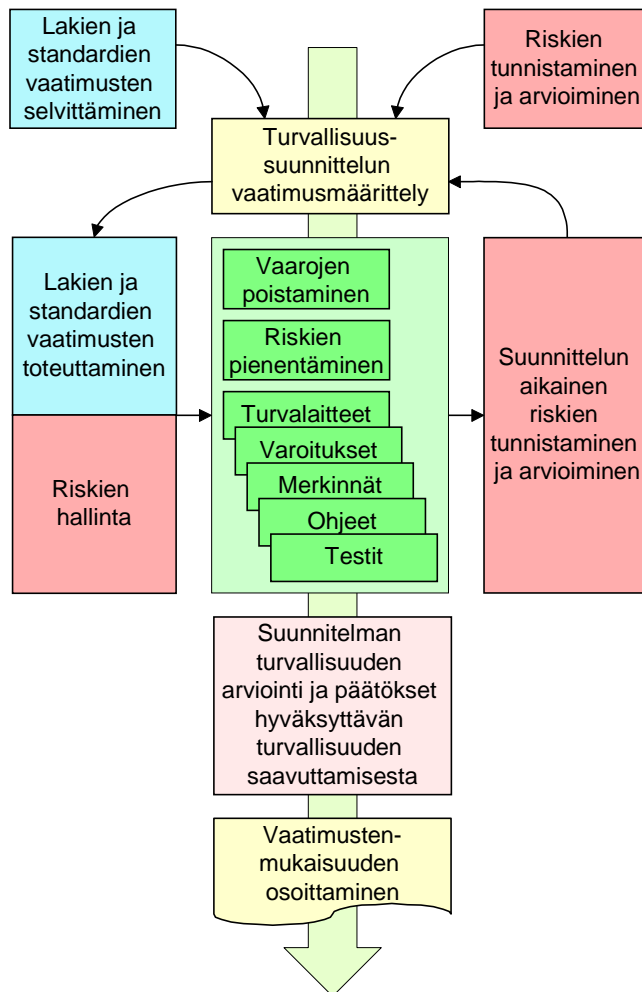 Lakien ja
standardien
vaatimusten
selvittäminen
Riskien
tunnistaminen
ja arvioiminen
Turvallisuus-
suunnittelun
vaatimusmäärittely
Lakien ja
standardien
vaatimusten
toteuttaminen
Riskien
hallinta
Vaarojen
poistaminen
Riskien
pienentäminen
Turvalaitteet
Varoitukset
Merkinnät
Ohjeet
Testit
Suunnittelun
aikainen
riskien
tunnistaminen
ja arvioiminen
Suunnitelman
turvallisuuden
arviointi ja päätökset
hyväksyttävän
turvallisuuden
saavuttamisesta
Vaatimusten-
mukaisuuden
osoittaminen